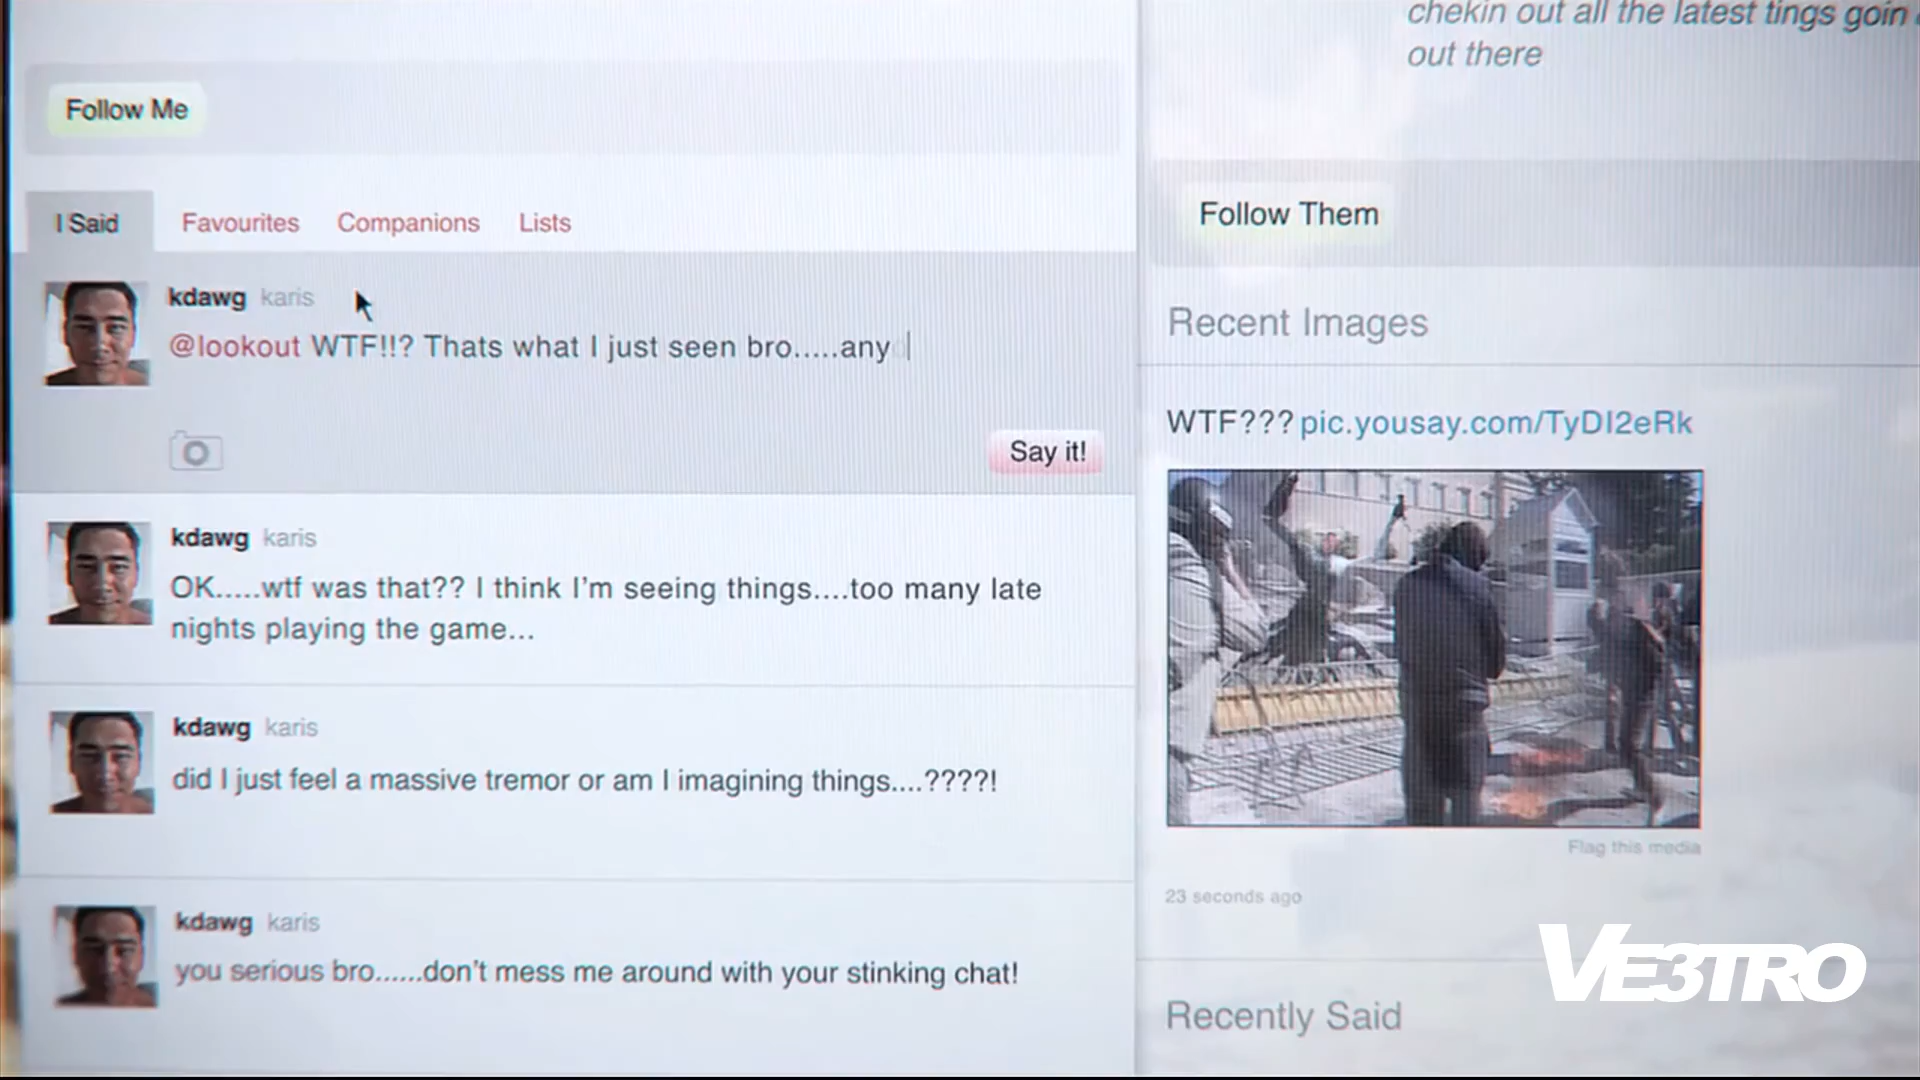 chekin out all the latest tings goin
out there
Follow Me
Follow Them
I Said
Favourites
Companions
Lists
kdawg karis
@lookout WTF!!? Thats what I just seen bro.....any
Say it!
kdawg karis
OK.....wtf was that?? I think I'm seeing things....too many late
nights playing the game...
kdawg karis
did I just feel a massive tremor or am I imagining things....????!
kdawg karis
you serious bro......don't mess me around with your stinking chat!
Recent Images
WTF??? pic.yousay.com/TyDI2eRk
Flag this media
23 seconds ago
Recently Said
VE3TRO